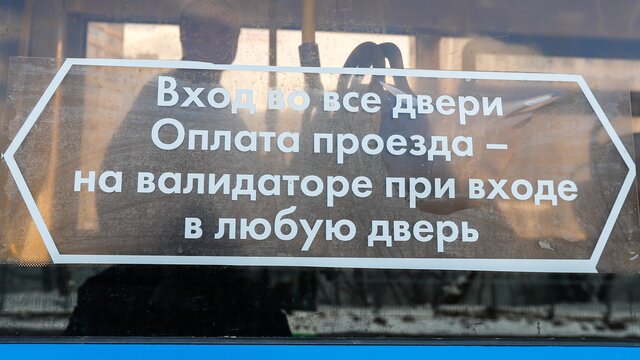 Вход во все двери
Оплата проезда –
на валидаторе при входе
в любую дверь